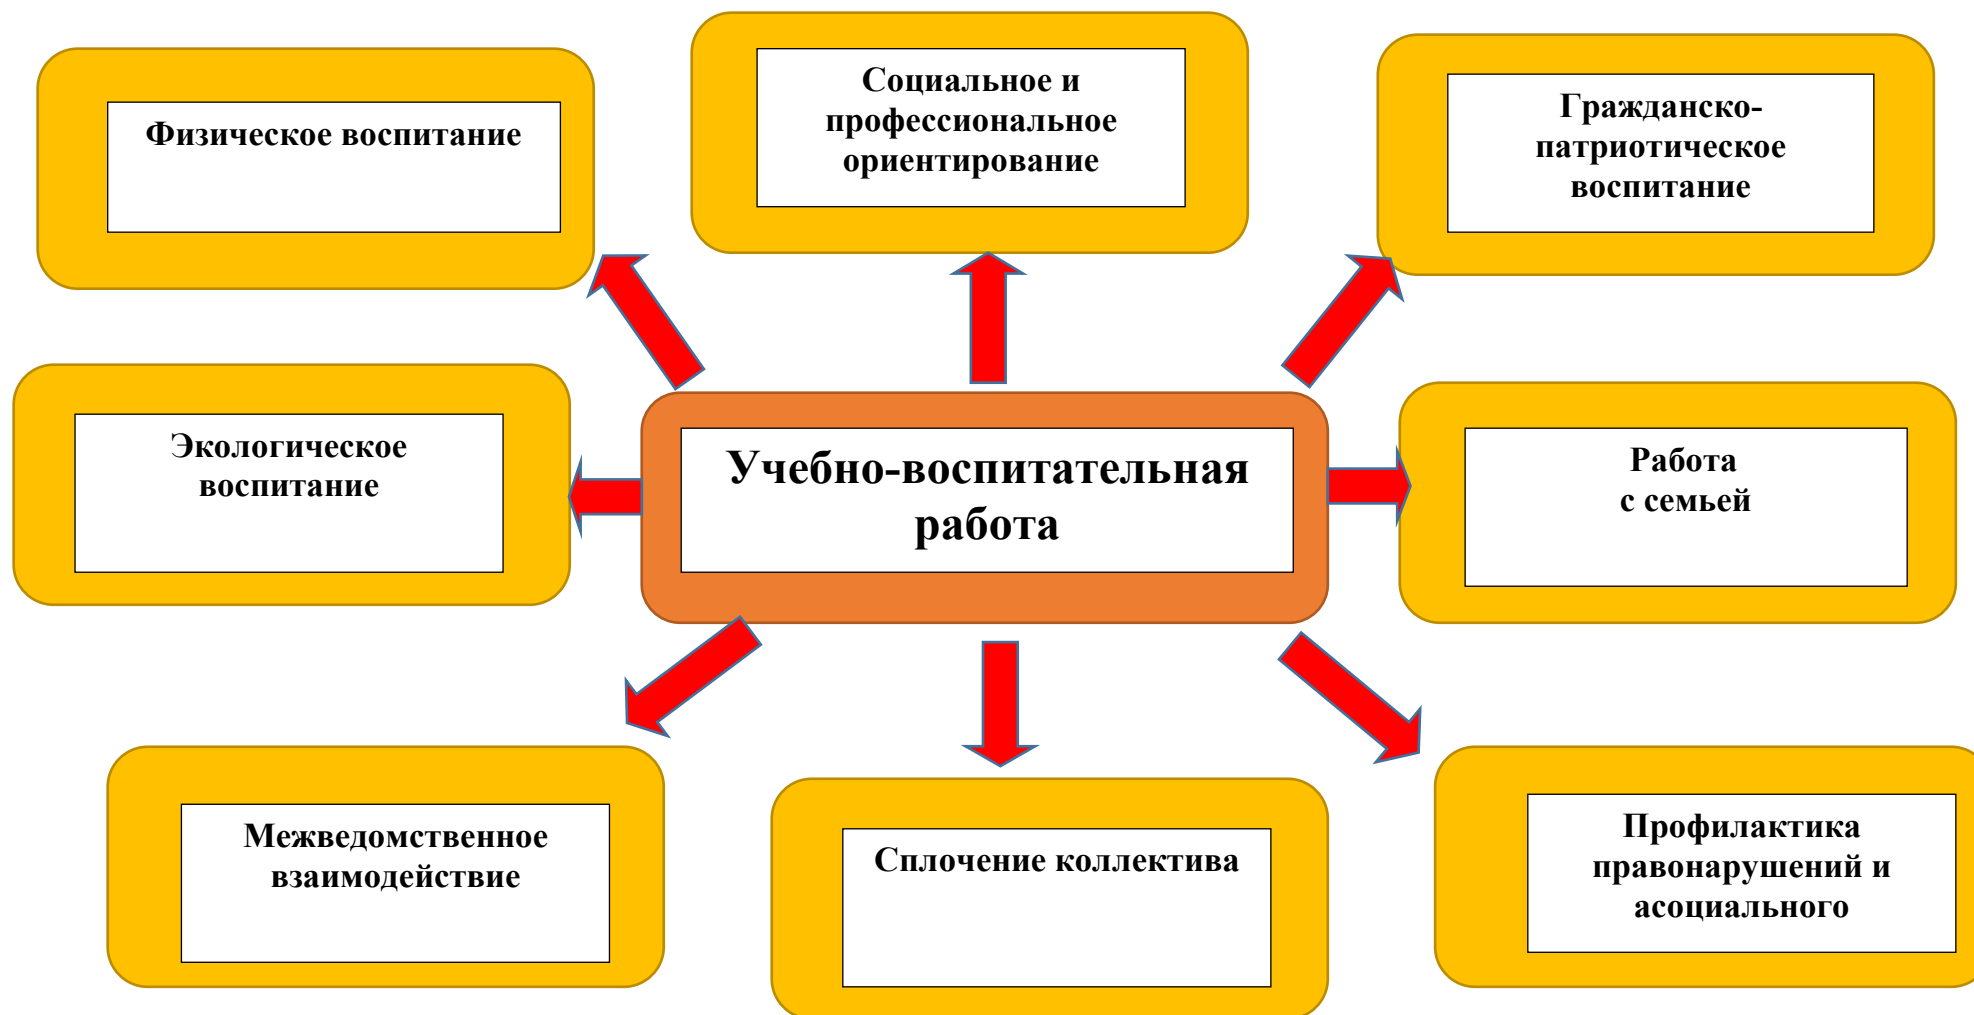 Физическое воспитание
Социальное и
профессиональное
ориентирование
Гражданско-
патриотическое
воспитание
Экологическое
воспитание
Учебно-воспитательная
работа
Работа
с семьей
Межведомственное
взаимодействие
Сплочение коллектива
Профилактика
правонарушений и
асоциального